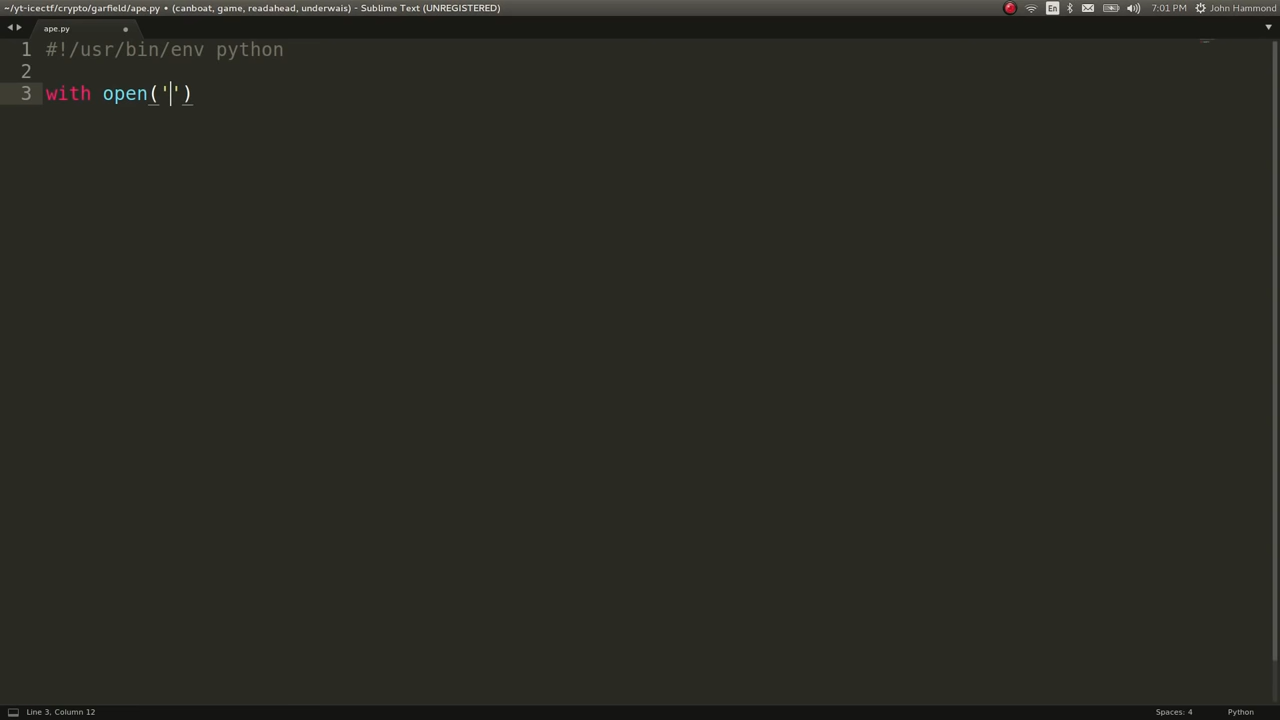 ~/yt-icectf/crypto/garfield/ape.py • (canboat, game, readahead, underwais) - Sublime Text (UNREGISTERED)
En
7:01 PM
John Hammond
ape.py
1 #!/usr/bin/env python
2
3 with open('')
Line 3, Column 12
Spaces: 4
Python